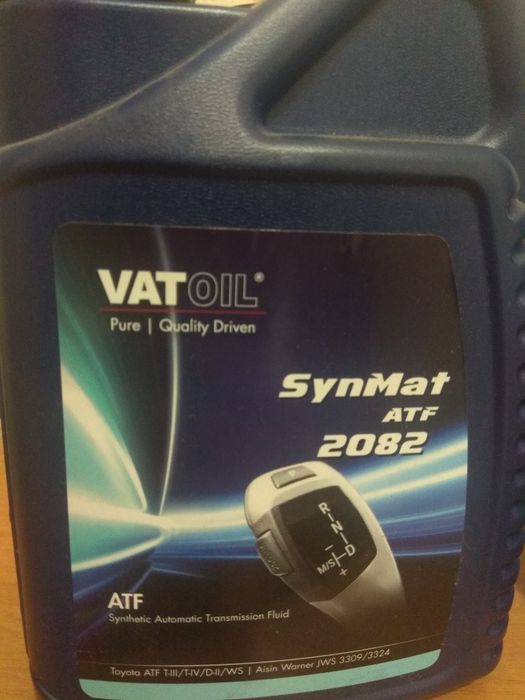 VATOIL®
Pure | Quality Driven
SynMat
ATF
2082
R
N
D
M/S
-
+
ATF
Synthetic Automatic Transmission Fluid
Toyota ATF T-III/T-IV/D-II/WS | Aisin Warner JWS 3309/3324